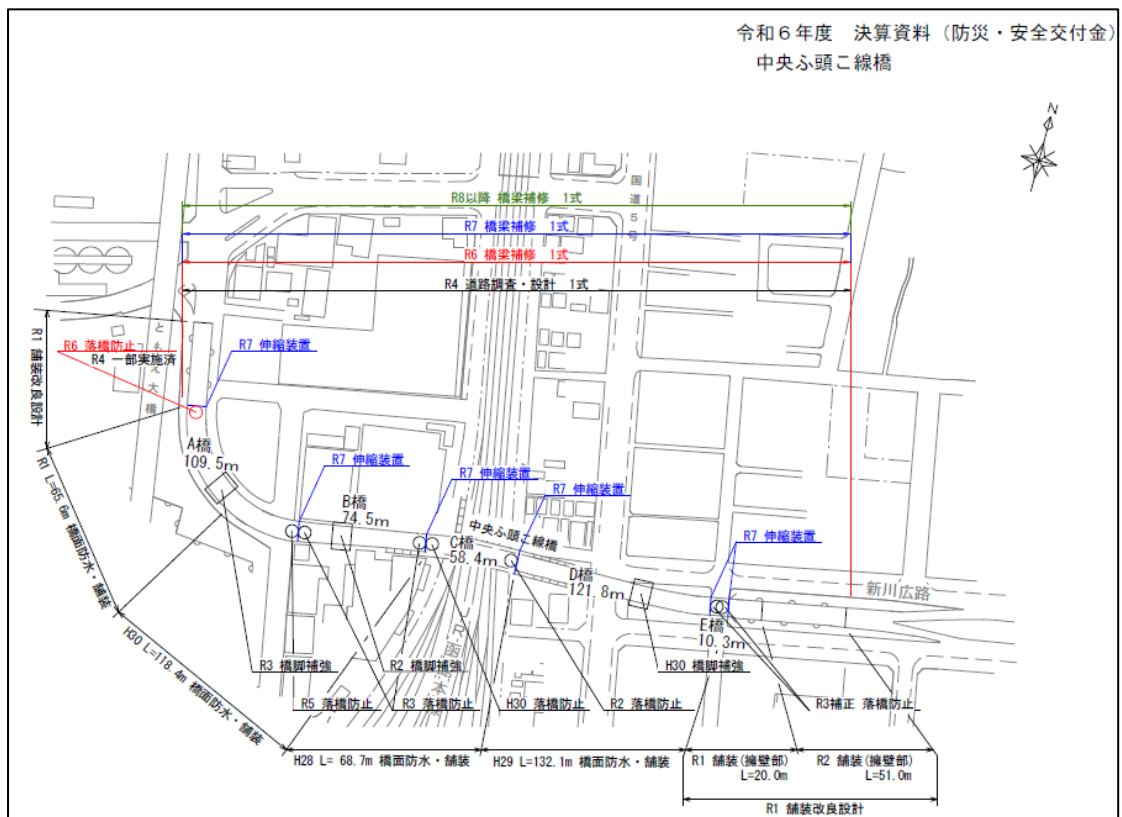 令和６年度　決算資料（防災・安全交付金）
中央ふ頭こ線橋
N
国道５号
R8以降 橋梁補修　1式
R7 橋梁補修　1式
R6 橋梁補修　1式
R4 道路調査・設計　1式
R1 舗装改良設計
ともえ大橋
R6 落橋防止
R4 一部実施済
R7 伸縮装置
A橋
109.5m
R7 伸縮装置
B橋
74.5m
R7 伸縮装置
R7 伸縮装置
中央ふ頭こ線橋
C橋
58.4m
R7 伸縮装置
D橋
121.8m
新川広路
E橋
10.3m
R1 L=65.6m 橋面防水・舗装
H30 L=118.4m 橋面防水・舗装
R3 橋脚補強
R2 橋脚補強
H30 橋脚補強
R5 落橋防止
R3 落橋防止
H30 落橋防止
R2 落橋防止
R3補正 落橋防止
H28 L= 68.7m 橋面防水・舗装
H29 L=132.1m 橋面防水・舗装
R1 舗装(擁壁部)
L=20.0m
R2 舗装(擁壁部)
L=51.0m
R1 舗装改良設計